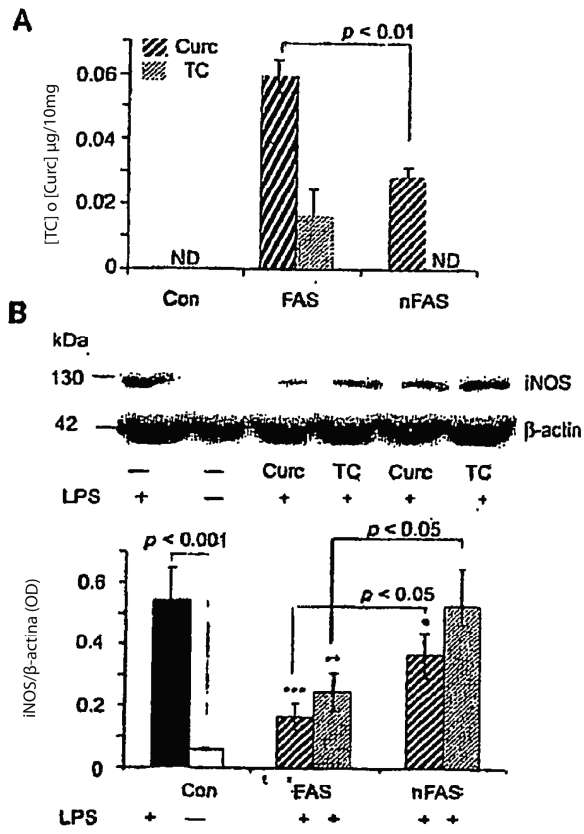 A
Curc
TC
p < 0.01
[TC] o [Curc] µg/10mg
0.06
0.04
0.02
0
ND
ND
Con FAS nFAS
B
kDa
130
iNOS
42
β-actin
— — Curc TC Curc TC
LPS + — + + + +
iNOS/β-actina (OD)
p < 0.001
p < 0.05
p < 0.05
0.6
0.4
0.2
0
***
**
*
Con FAS nFAS
LPS + — + + + +